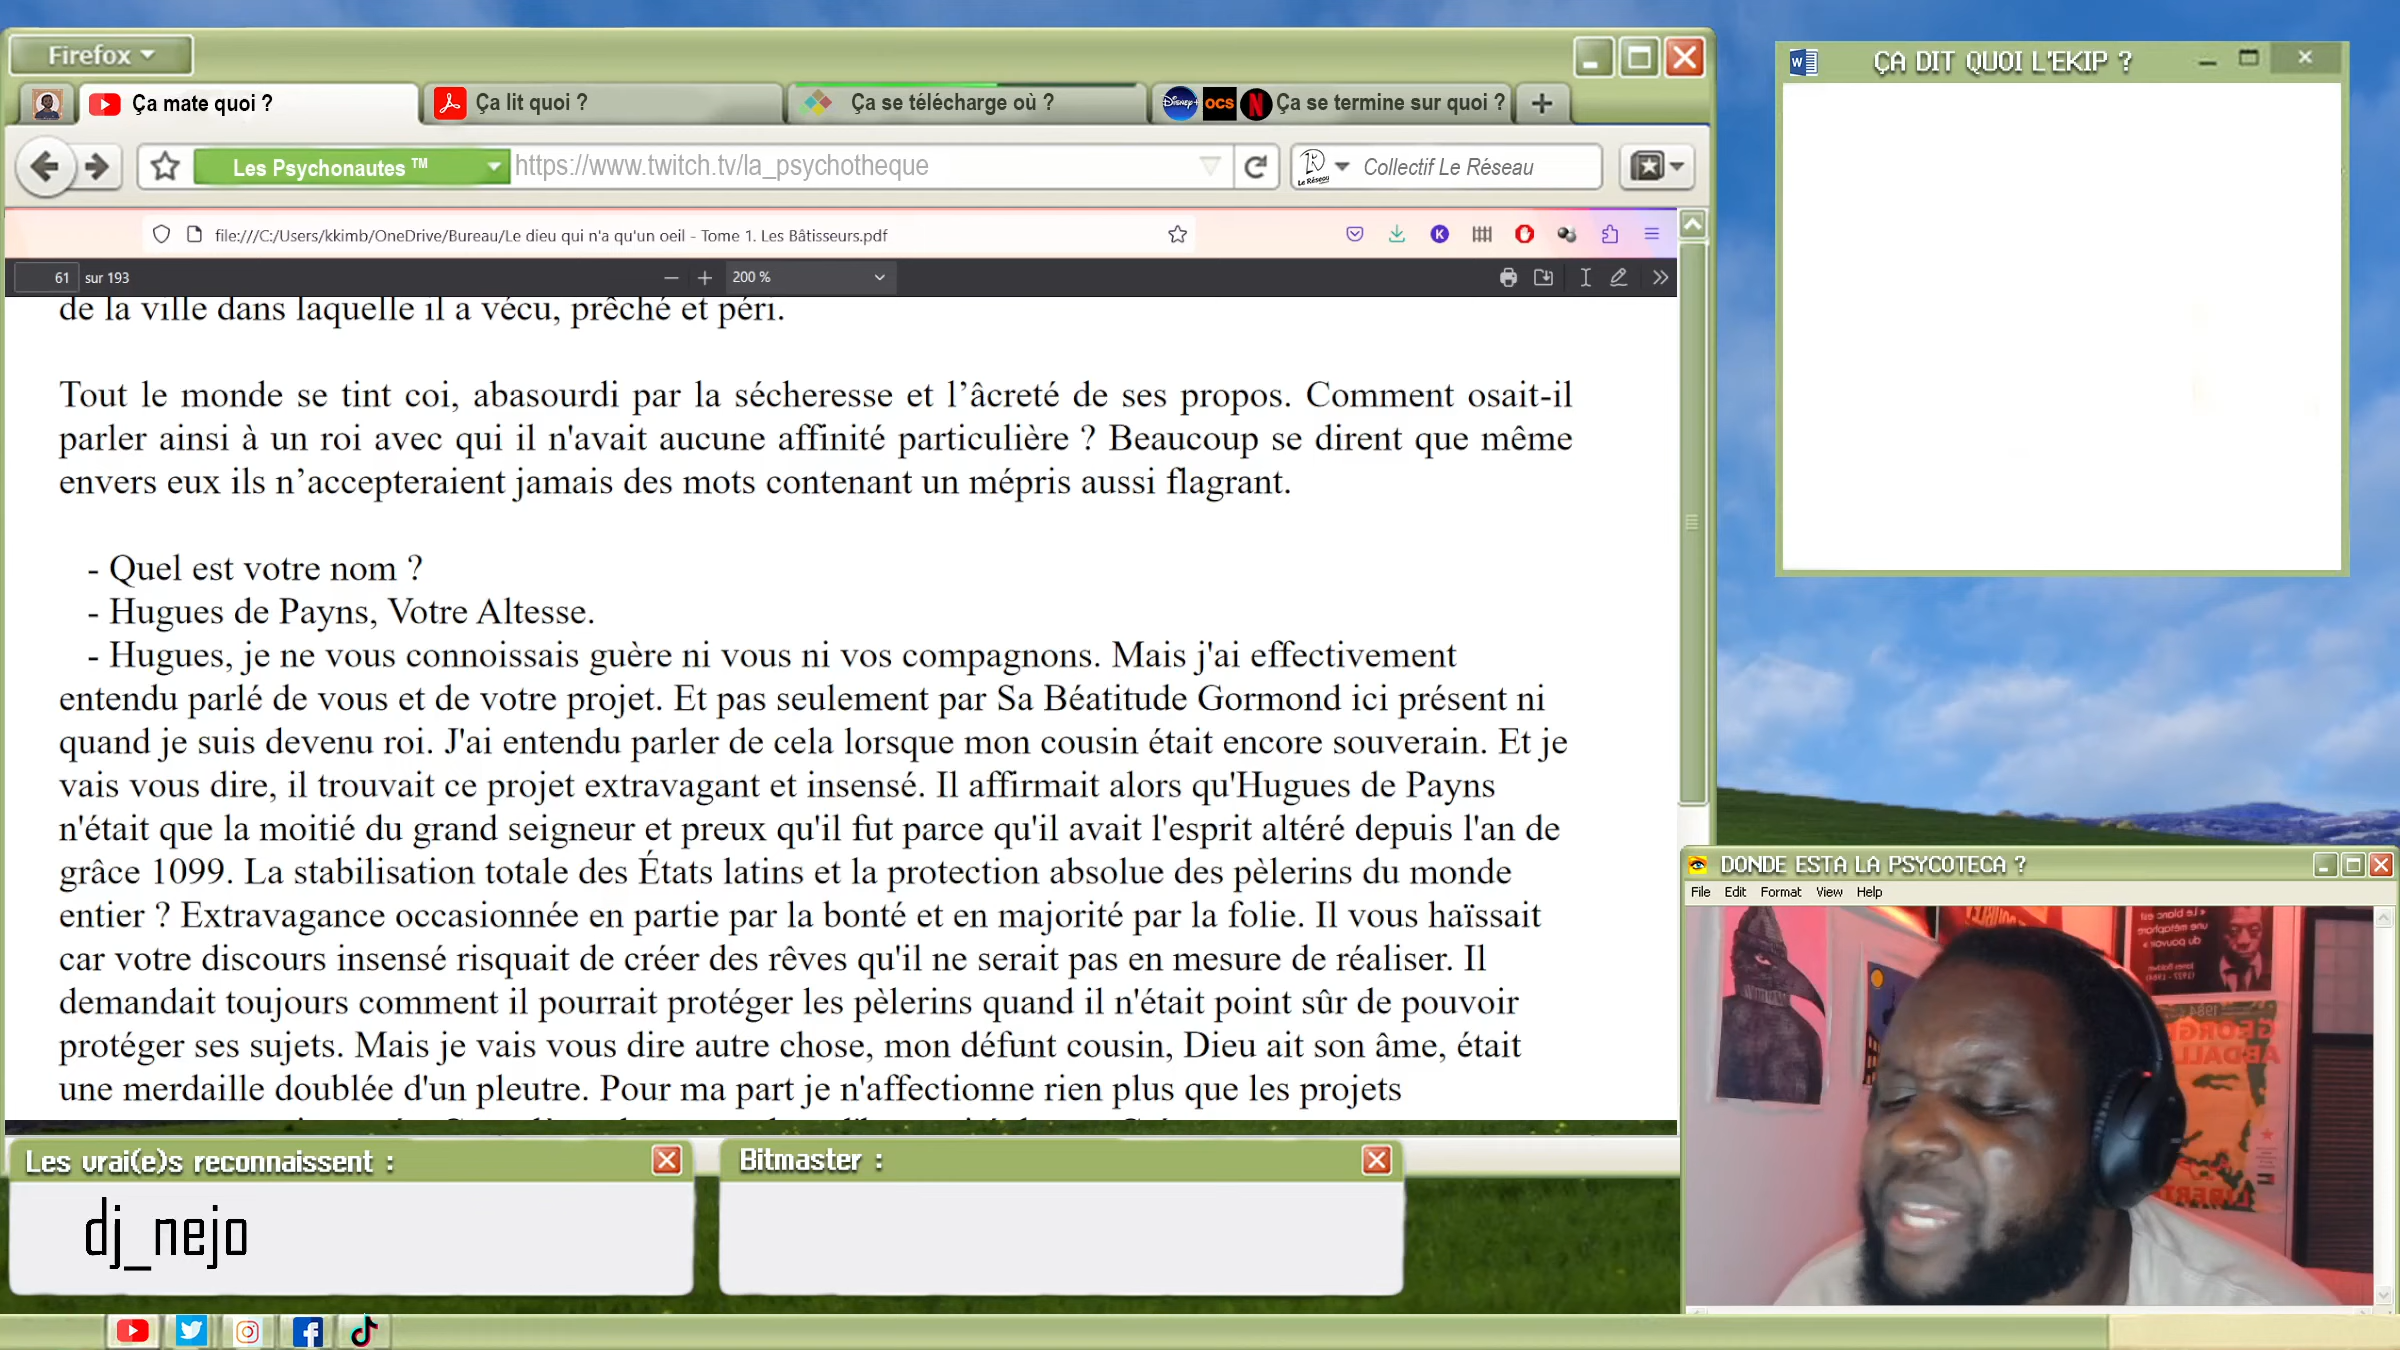 Firefox
Ça mate quoi ?
Ça lit quoi ?
Ça se télécharge où ?
Disney+ OCS N Ça se termine sur quoi ?
Les Psychonautes ™
https://www.twitch.tv/la_psychotheque
Le Réseau
Collectif Le Réseau
file:///C:/Users/kkimb/OneDrive/Bureau/Le dieu qui n'a qu'un oeil - Tome 1. Les Bâtisseurs.pdf
61 sur 193
200 %
de la ville dans laquelle il a vécu, prêché et péri.
Tout le monde se tint coi, abasourdi par la sécheresse et l’âcreté de ses propos. Comment osait-il
parler ainsi à un roi avec qui il n'avait aucune affinité particulière ? Beaucoup se dirent que même
envers eux ils n’accepteraient jamais des mots contenant un mépris aussi flagrant.
- Quel est votre nom ?
- Hugues de Payns, Votre Altesse.
- Hugues, je ne vous connoissais guère ni vous ni vos compagnons. Mais j'ai effectivement
entendu parlé de vous et de votre projet. Et pas seulement par Sa Béatitude Gormond ici présent ni
quand je suis devenu roi. J'ai entendu parler de cela lorsque mon cousin était encore souverain. Et je
vais vous dire, il trouvait ce projet extravagant et insensé. Il affirmait alors qu'Hugues de Payns
n'était que la moitié du grand seigneur et preux qu'il fut parce qu'il avait l'esprit altéré depuis l'an de
grâce 1099. La stabilisation totale des États latins et la protection absolue des pèlerins du monde
entier ? Extravagance occasionnée en partie par la bonté et en majorité par la folie. Il vous haïssait
car votre discours insensé risquait de créer des rêves qu'il ne serait pas en mesure de réaliser. Il
demandait toujours comment il pourrait protéger les pèlerins quand il n'était point sûr de pouvoir
protéger ses sujets. Mais je vais vous dire autre chose, mon défunt cousin, Dieu ait son âme, était
une merdaille doublée d'un pleutre. Pour ma part je n'affectionne rien plus que les projets
ÇA DIT QUOI L'EKIP ?
DONDE ESTA LA PSYCOTECA ?
File Edit Format View Help
« Le blanc est
une métaphore
du pouvoir »
James Baldwin
(1924 - 1987)
Les vrai(e)s reconnaissent :
dj_nejo
Bitmaster :